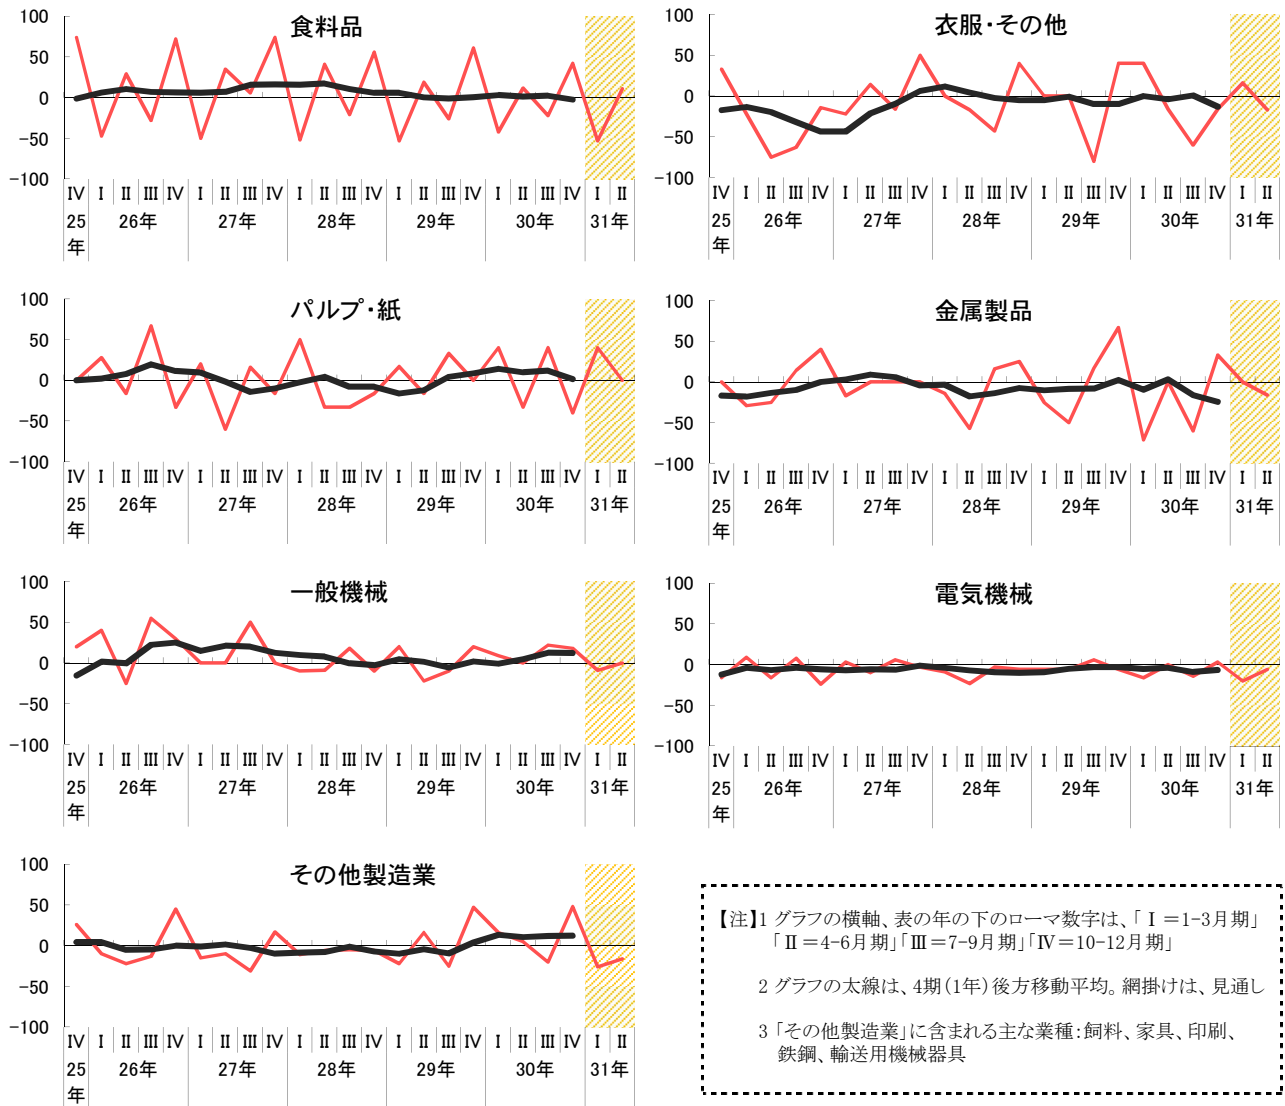 食料品
100
50
0
-50
-100
Ⅳ Ⅰ Ⅱ Ⅲ Ⅳ Ⅰ Ⅱ Ⅲ Ⅳ Ⅰ Ⅱ Ⅲ Ⅳ Ⅰ Ⅱ Ⅲ Ⅳ Ⅰ Ⅱ Ⅲ Ⅳ Ⅰ Ⅱ
25年 26年 27年 28年 29年 30年 31年
衣服・その他
100
50
0
-50
-100
Ⅳ Ⅰ Ⅱ Ⅲ Ⅳ Ⅰ Ⅱ Ⅲ Ⅳ Ⅰ Ⅱ Ⅲ Ⅳ Ⅰ Ⅱ Ⅲ Ⅳ Ⅰ Ⅱ Ⅲ Ⅳ Ⅰ Ⅱ
25年 26年 27年 28年 29年 30年 31年
パルプ・紙
100
50
0
-50
-100
Ⅳ Ⅰ Ⅱ Ⅲ Ⅳ Ⅰ Ⅱ Ⅲ Ⅳ Ⅰ Ⅱ Ⅲ Ⅳ Ⅰ Ⅱ Ⅲ Ⅳ Ⅰ Ⅱ Ⅲ Ⅳ Ⅰ Ⅱ
25年 26年 27年 28年 29年 30年 31年
金属製品
100
50
0
-50
-100
Ⅳ Ⅰ Ⅱ Ⅲ Ⅳ Ⅰ Ⅱ Ⅲ Ⅳ Ⅰ Ⅱ Ⅲ Ⅳ Ⅰ Ⅱ Ⅲ Ⅳ Ⅰ Ⅱ Ⅲ Ⅳ Ⅰ Ⅱ
25年 26年 27年 28年 29年 30年 31年
一般機械
100
50
0
-50
-100
Ⅳ Ⅰ Ⅱ Ⅲ Ⅳ Ⅰ Ⅱ Ⅲ Ⅳ Ⅰ Ⅱ Ⅲ Ⅳ Ⅰ Ⅱ Ⅲ Ⅳ Ⅰ Ⅱ Ⅲ Ⅳ Ⅰ Ⅱ
25年 26年 27年 28年 29年 30年 31年
電気機械
100
50
0
-50
-100
Ⅳ Ⅰ Ⅱ Ⅲ Ⅳ Ⅰ Ⅱ Ⅲ Ⅳ Ⅰ Ⅱ Ⅲ Ⅳ Ⅰ Ⅱ Ⅲ Ⅳ Ⅰ Ⅱ Ⅲ Ⅳ Ⅰ Ⅱ
25年 26年 27年 28年 29年 30年 31年
その他製造業
100
50
0
-50
-100
Ⅳ Ⅰ Ⅱ Ⅲ Ⅳ Ⅰ Ⅱ Ⅲ Ⅳ Ⅰ Ⅱ Ⅲ Ⅳ Ⅰ Ⅱ Ⅲ Ⅳ Ⅰ Ⅱ Ⅲ Ⅳ Ⅰ Ⅱ
25年 26年 27年 28年 29年 30年 31年
【注】1 グラフの横軸、表の年の下のローマ数字は、「Ⅰ=1-3月期」
「Ⅱ=4-6月期」「Ⅲ=7-9月期」「Ⅳ=10-12月期」
2 グラフの太線は、4期(1年)後方移動平均。網掛けは、見通し
3 「その他製造業」に含まれる主な業種:飼料、家具、印刷、
鉄鋼、輸送用機械器具